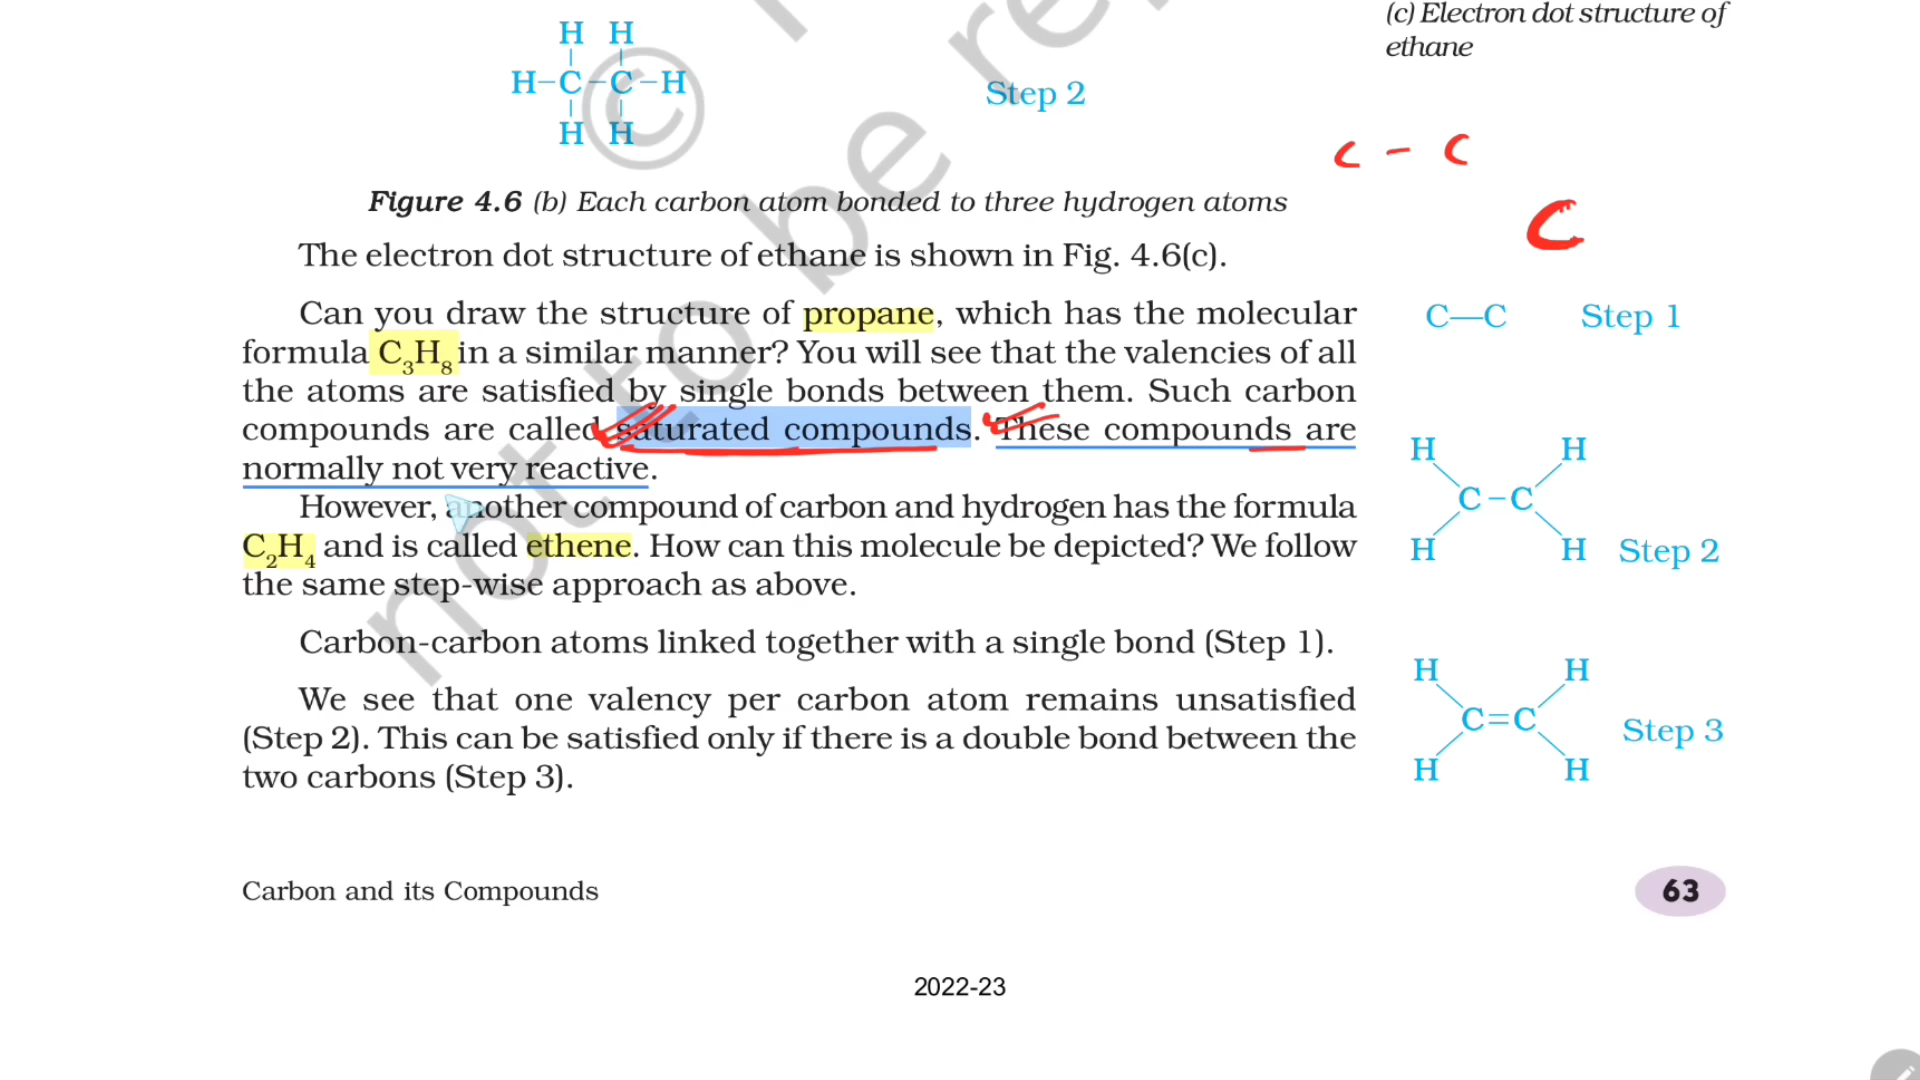 (c) Electron dot structure of
ethane
H H
H–C–C–H
H H
Step 2
C – C
C
Figure 4.6 (b) Each carbon atom bonded to three hydrogen atoms
The electron dot structure of ethane is shown in Fig. 4.6(c).
Can you draw the structure of propane, which has the molecular
formula C₃H₈ in a similar manner? You will see that the valencies of all
the atoms are satisfied by single bonds between them. Such carbon
compounds are called saturated compounds. These compounds are
normally not very reactive.
However, another compound of carbon and hydrogen has the formula
C₂H₄ and is called ethene. How can this molecule be depicted? We follow
the same step-wise approach as above.
Carbon-carbon atoms linked together with a single bond (Step 1).
We see that one valency per carbon atom remains unsatisfied
(Step 2). This can be satisfied only if there is a double bond between the
two carbons (Step 3).
C—C Step 1
H H
C–C
H H Step 2
H H
C=C Step 3
H H
© not to be re
Carbon and its Compounds
63
2022-23